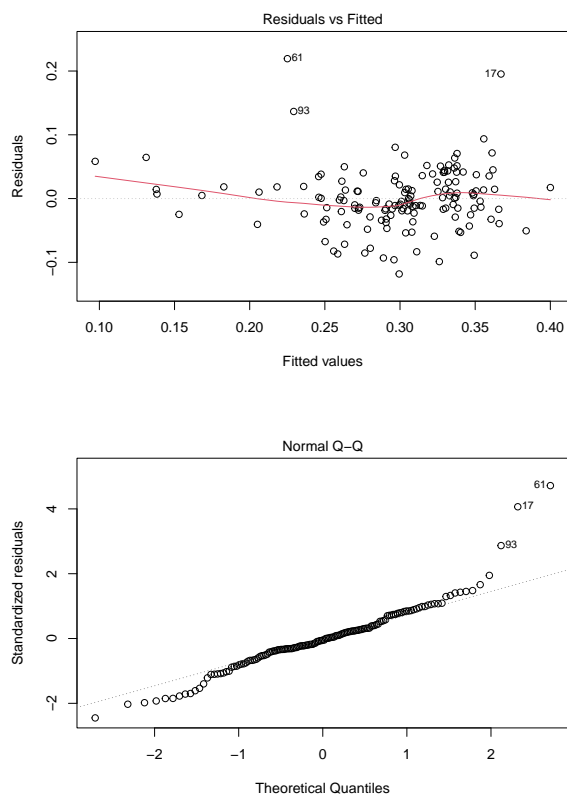 Residuals vs Fitted
Residuals
0.2
0.1
0.0
−0.1
61
17
93
0.10 0.15 0.20 0.25 0.30 0.35 0.40
Fitted values
Normal Q−Q
Standardized residuals
4
2
0
−2
61
17
93
−2 −1 0 1 2
Theoretical Quantiles